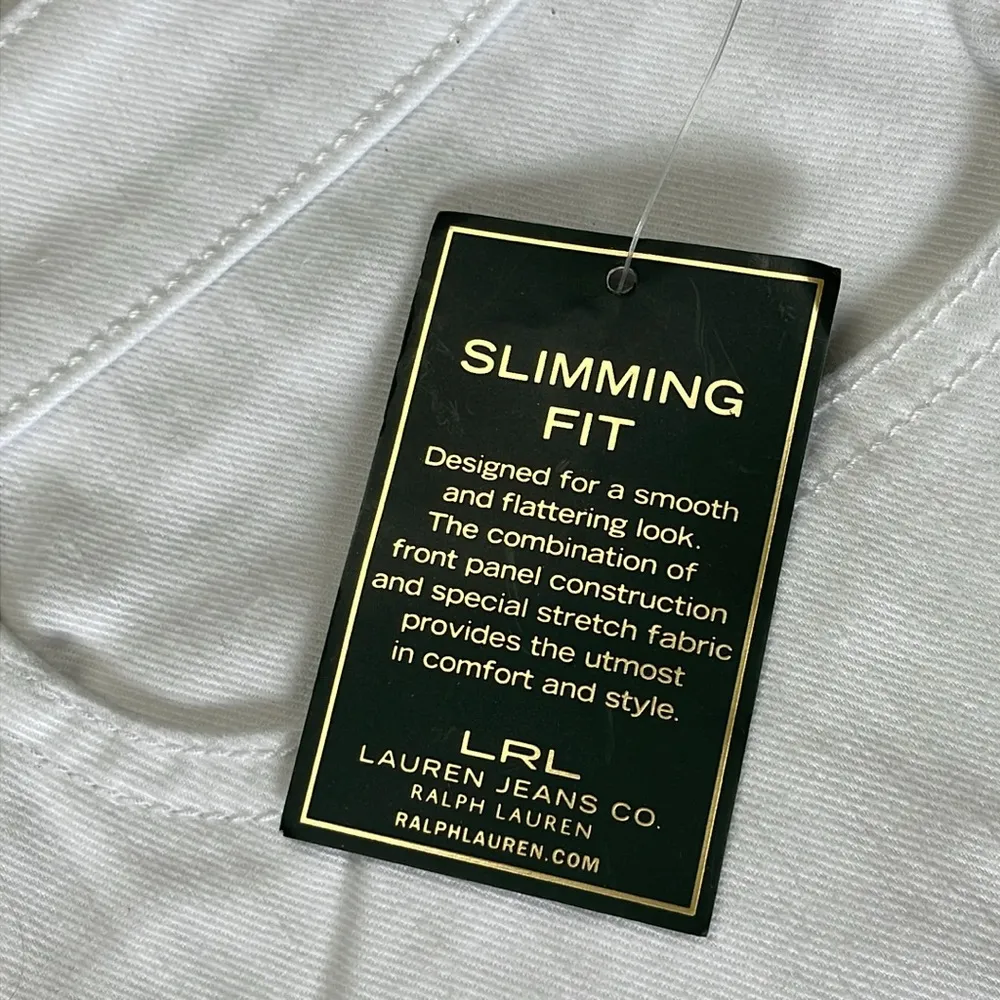 SLIMMING
FIT
Designed for a smooth
and flattering look.
The combination of
front panel construction
and special stretch fabric
provides the utmost
in comfort and style.
LRL
LAUREN JEANS CO.
RALPH LAUREN
RALPHLAUREN.COM